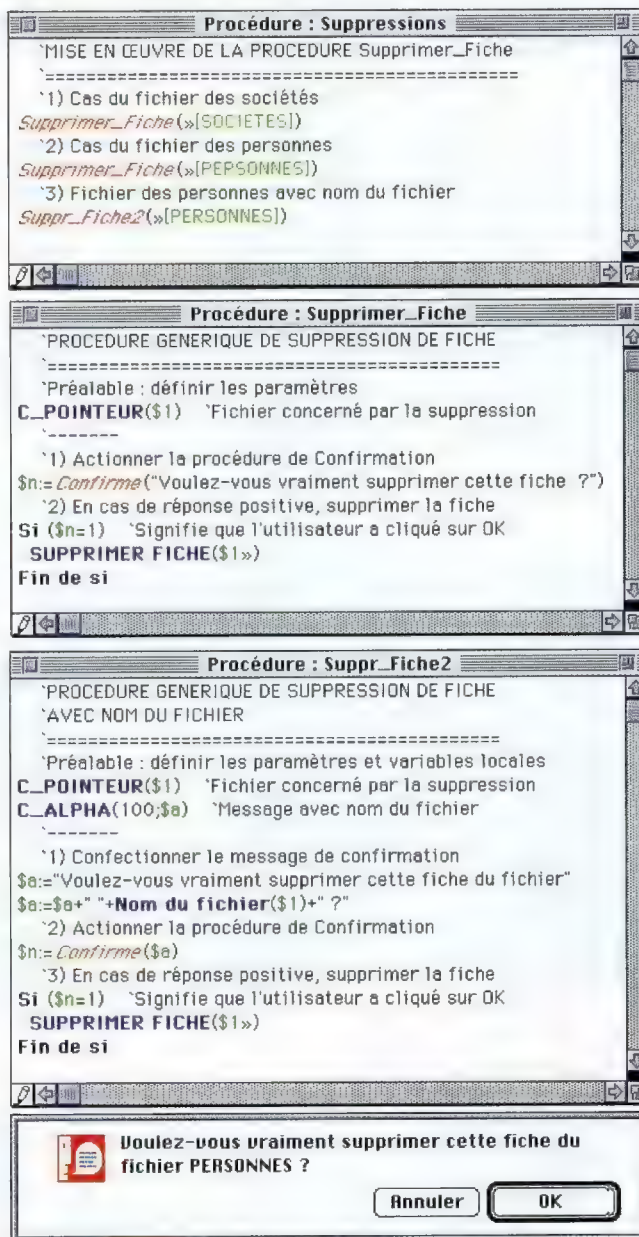 Procédure : Suppressions
`MISE EN ŒUVRE DE LA PROCEDURE Supprimer_Fiche
`==============================================
`1) Cas du fichier des sociétés
Supprimer_Fiche(»[SOCIETES])
`2) Cas du fichier des personnes
Supprimer_Fiche(»[PERSONNES])
`3) Fichier des personnes avec nom du fichier
Suppr_Fiche2(»[PERSONNES])
Procédure : Supprimer_Fiche
`PROCEDURE GENERIQUE DE SUPPRESSION DE FICHE
`============================================
`Préalable : définir les paramètres
C_POINTEUR($1) `Fichier concerné par la suppression
`-------
`1) Actionner la procédure de Confirmation
$n:=Confirme("Voulez-vous vraiment supprimer cette fiche ?")
`2) En cas de réponse positive, supprimer la fiche
Si ($n=1) `Signifie que l'utilisateur a cliqué sur OK
SUPPRIMER FICHE($1»)
Fin de si
Procédure : Suppr_Fiche2
`PROCEDURE GENERIQUE DE SUPPRESSION DE FICHE
`AVEC NOM DU FICHIER
`============================================
`Préalable : définir les paramètres et variables locales
C_POINTEUR($1) `Fichier concerné par la suppression
C_ALPHA(100;$a) `Message avec nom du fichier
`-------
`1) Confectionner le message de confirmation
$a:="Voulez-vous vraiment supprimer cette fiche du fichier"
$a:=$a+" "+Nom du fichier($1)+" ?"
`2) Actionner la procédure de Confirmation
$n:=Confirme($a)
`3) En cas de réponse positive, supprimer la fiche
Si ($n=1) `Signifie que l'utilisateur a cliqué sur OK
SUPPRIMER FICHE($1»)
Fin de si
Voulez-vous vraiment supprimer cette fiche du
fichier PERSONNES ?
Annuler OK